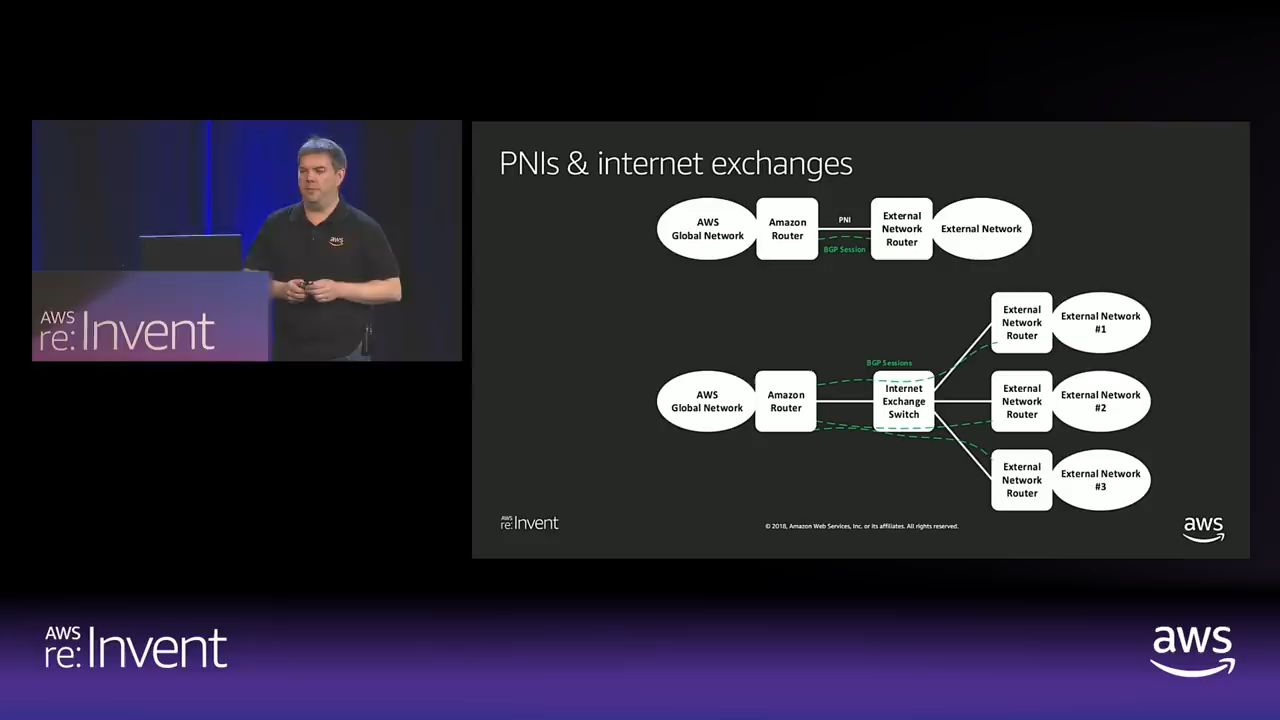 PNIs & internet exchanges
AWS
Global Network
Amazon
Router
PNI
BGP Session
External
Network
Router
External Network
External
Network
Router
External Network
#1
BGP Sessions
AWS
Global Network
Amazon
Router
Internet
Exchange
Switch
External
Network
Router
External Network
#2
External
Network
Router
External Network
#3
AWS
re:Invent
© 2018, Amazon Web Services, Inc. or its affiliates. All rights reserved.
aws
aws
AWS
re:Invent
AWS
re:Invent
aws